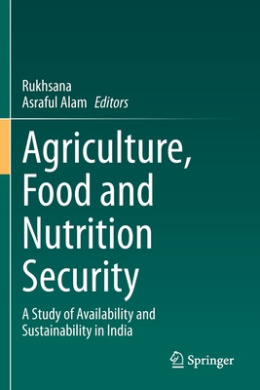 Rukhsana
Asraful Alam Editors
Agriculture,
Food and
Nutrition
Security
A Study of Availability and
Sustainability in India
Springer